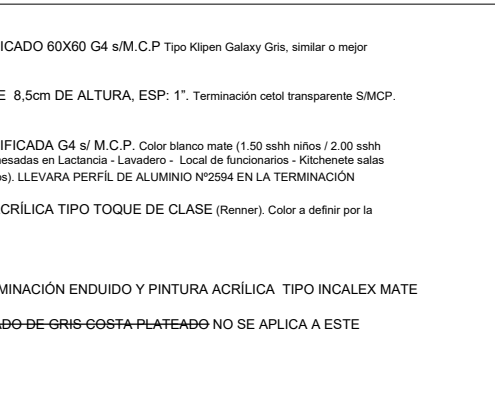 ICADO 60X60 G4 s/M.C.P Tipo Klipen Galaxy Gris, similar o mejor
E 8,5cm DE ALTURA, ESP: 1”. Terminación cetol transparente S/MCP.
IFICADA G4 s/ M.C.P. Color blanco mate (1.50 sshh niños / 2.00 sshh
nesadas en Lactancia - Lavadero - Local de funcionarios - Kitchenete salas
os). LLEVARA PERFÍL DE ALUMINIO Nº2594 EN LA TERMINACIÓN
CRÍLICA TIPO TOQUE DE CLASE (Renner). Color a definir por la
MINACIÓN ENDUIDO Y PINTURA ACRÍLICA TIPO INCALEX MATE
ADO DE GRIS COSTA PLATEADO NO SE APLICA A ESTE